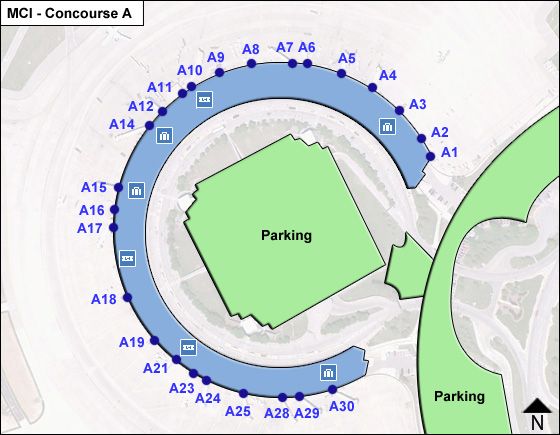 MCI - Concourse A
A1
A2
A3
A4
A5
A6
A7
A8
A9
A10
A11
A12
A14
A15
A16
A17
A18
A19
A21
A23
A24
A25
A28
A29
A30
Parking
Parking
N